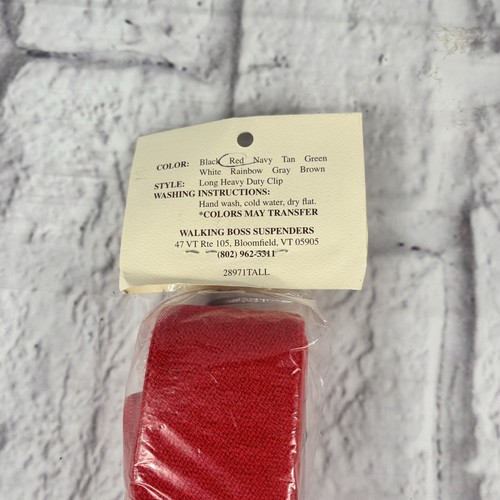 COLOR: Black Red Navy Tan Green
White Rainbow Gray Brown
STYLE: Long Heavy Duty Clip
WASHING INSTRUCTIONS:
Hand wash, cold water, dry flat.
*COLORS MAY TRANSFER
WALKING BOSS SUSPENDERS
47 VT Rte 105, Bloomfield, VT 05905
(802) 962-3311
28971TALL